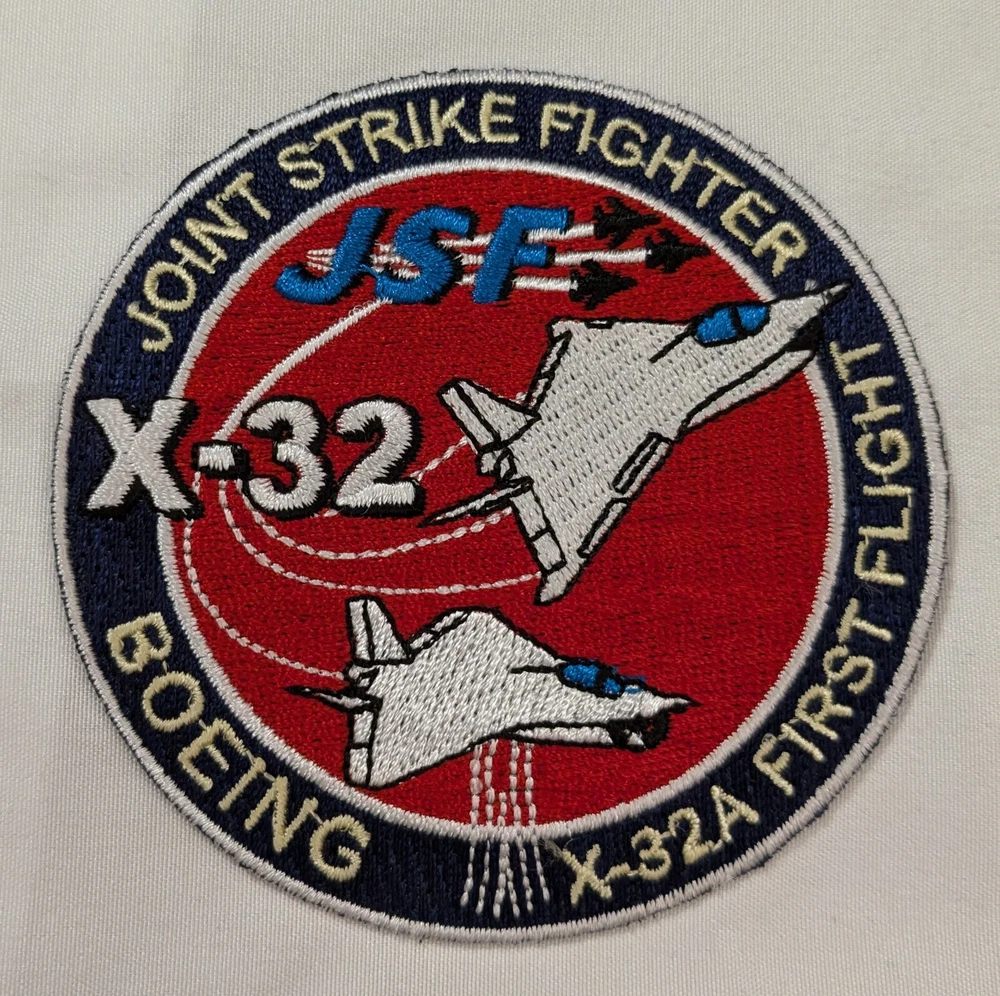 JOINT STRIKE FIGHTER
JSF
X-32
BOEING
X-32A FIRST FLIGHT